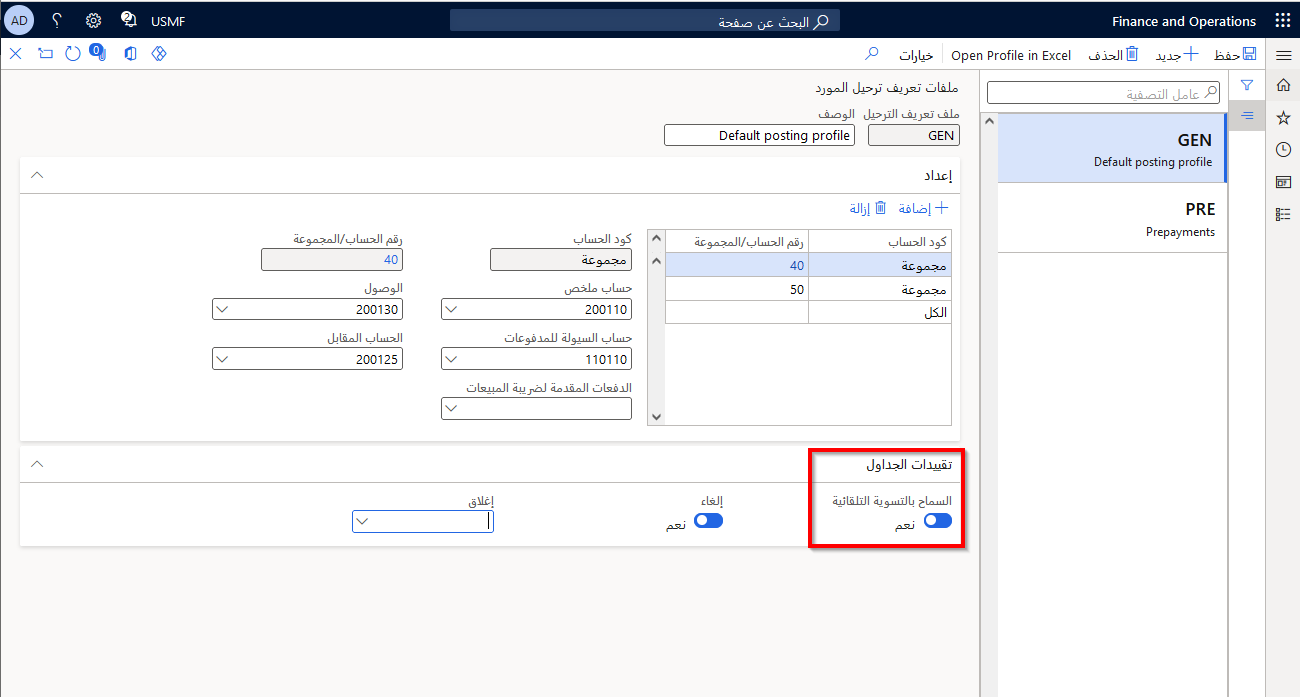 Finance and Operations
البحث عن صفحة
USMF
2
AD
حفظ
جديد
الحذف
Open Profile in Excel
خيارات
0
عامل التصفية
GEN
Default posting profile
PRE
Prepayments
ملفات تعريف ترحيل المورد
ملف تعريف الترحيل
الوصف
GEN
Default posting profile
إعداد
إضافة
إزالة
كود الحساب
رقم الحساب/المجموعة
مجموعة
40
مجموعة
50
الكل
كود الحساب
رقم الحساب/المجموعة
مجموعة
40
حساب ملخص
الوصول
200110
200130
حساب السيولة للمدفوعات
الحساب المقابل
110110
200125
الدفعات المقدمة لضريبة المبيعات
تقييدات الجداول
السماح بالتسوية التلقائية
إلغاء
إغلاق
نعم
نعم